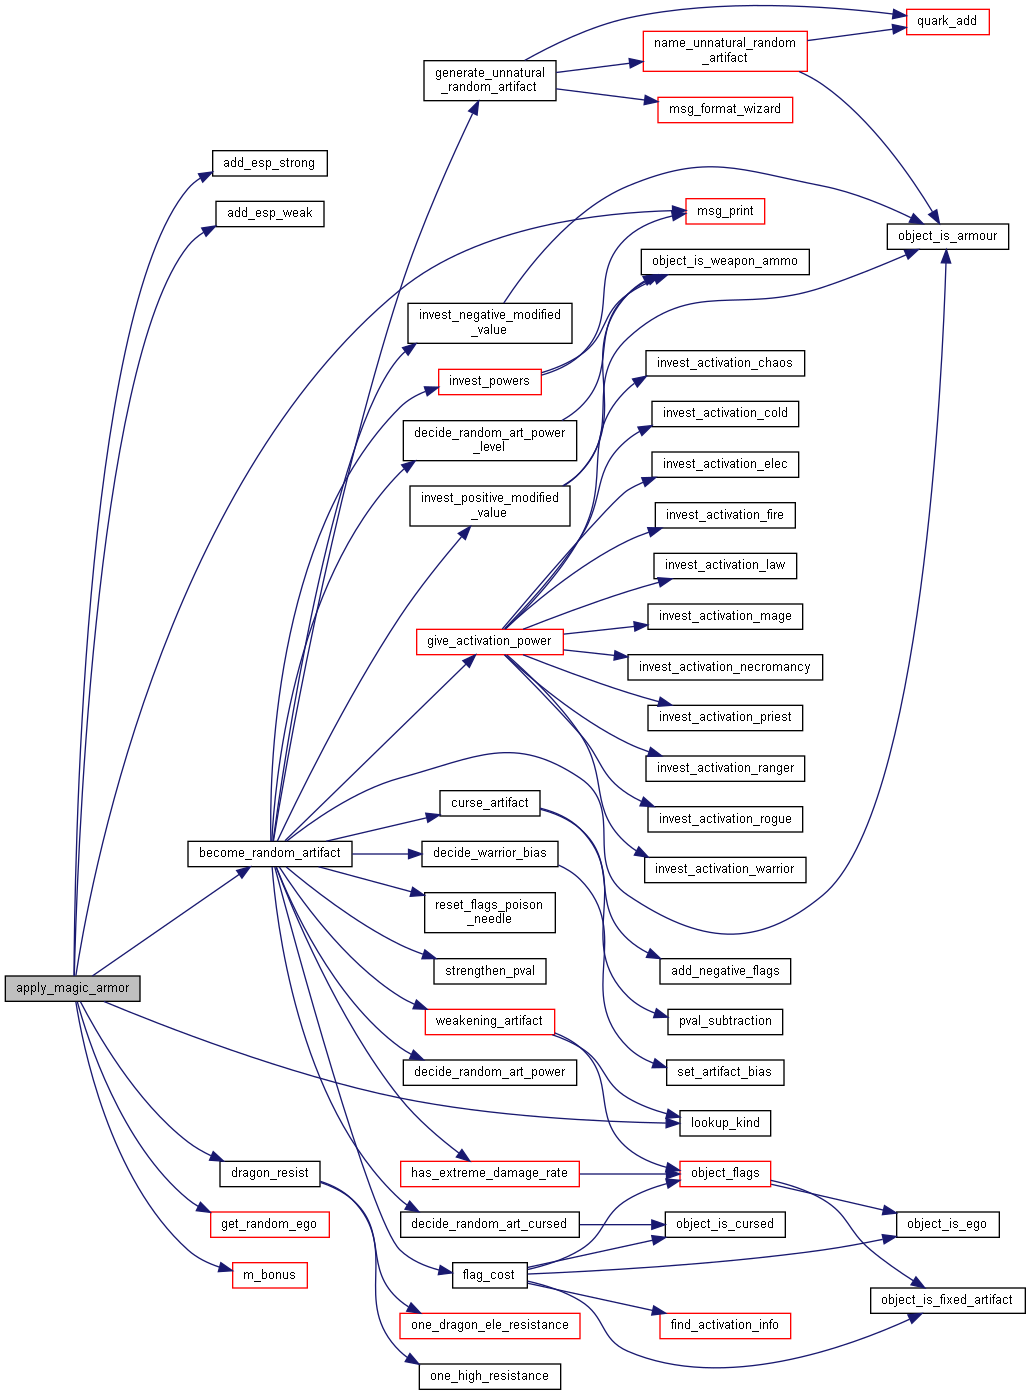 quark_add
name_unnatural_random
_artifact
generate_unnatural
_random_artifact
msg_format_wizard
add_esp_strong
add_esp_weak
msg_print
object_is_armour
object_is_weapon_ammo
invest_negative_modified
_value
invest_activation_chaos
invest_powers
invest_activation_cold
decide_random_art_power
_level
invest_activation_elec
invest_positive_modified
_value
invest_activation_fire
invest_activation_law
invest_activation_mage
give_activation_power
invest_activation_necromancy
invest_activation_priest
invest_activation_ranger
curse_artifact
invest_activation_rogue
become_random_artifact
decide_warrior_bias
invest_activation_warrior
reset_flags_poison
_needle
strengthen_pval
add_negative_flags
apply_magic_armor
weakening_artifact
pval_subtraction
decide_random_art_power
set_artifact_bias
lookup_kind
dragon_resist
has_extreme_damage_rate
object_flags
get_random_ego
decide_random_art_cursed
object_is_cursed
object_is_ego
m_bonus
flag_cost
object_is_fixed_artifact
one_dragon_ele_resistance
find_activation_info
one_high_resistance